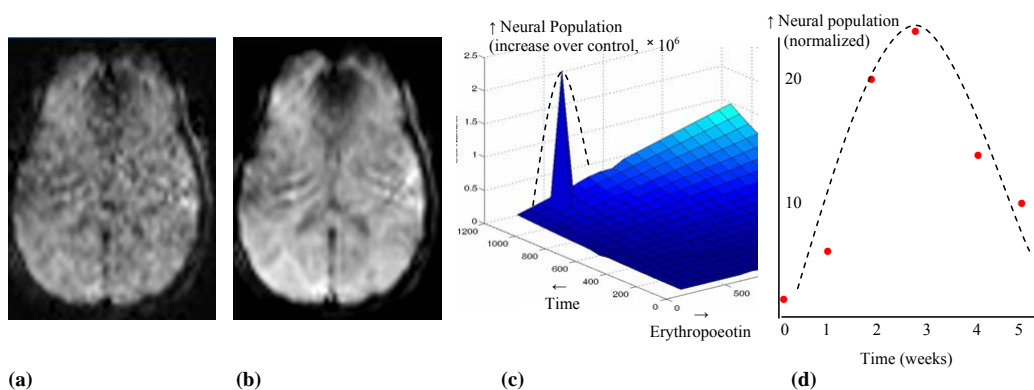 ↑ Neural Population
(increase over control, × 10⁶
2.5
2
1.5
1
0.5
0
1200
1000
800
600
400
200
0
0
500
←
Time
→
Erythropoeotin
↑ Neural population
(normalized)
20
10
0 1 2 3 4 5
Time (weeks)
(a) (b) (c) (d)